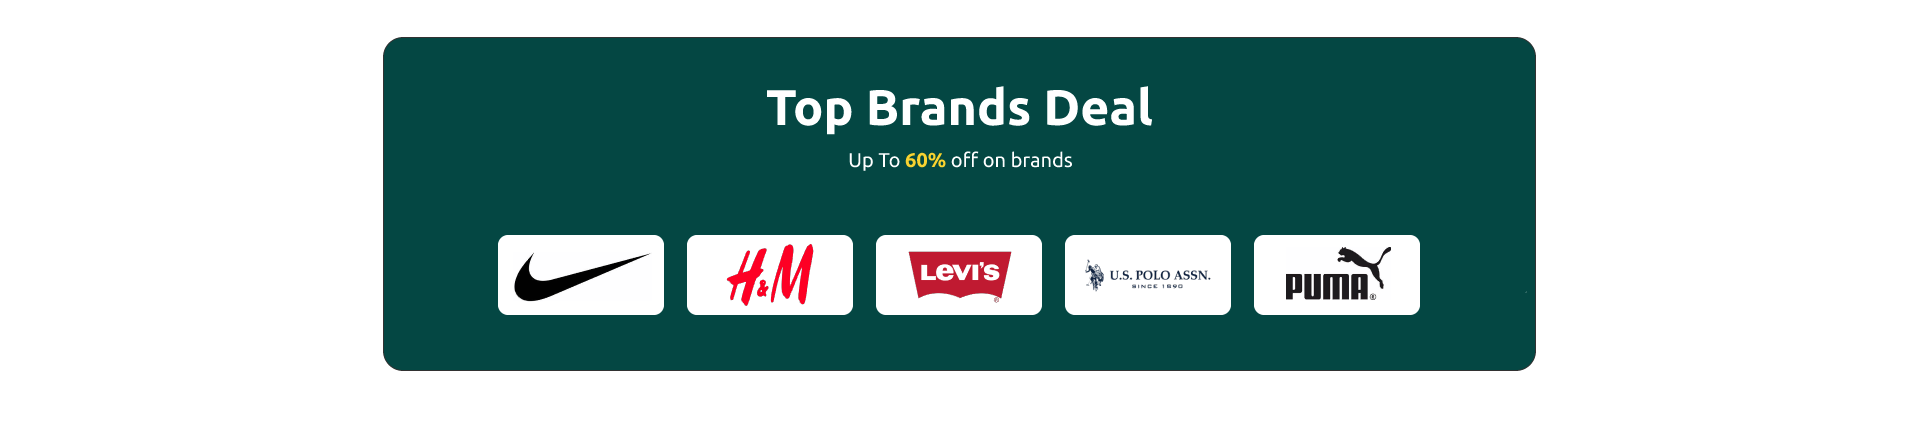 Top Brands Deal
Up To 60% off on brands
H&M
Levi's
®
U.S. POLO ASSN.
SINCE 1890
PUMA
®